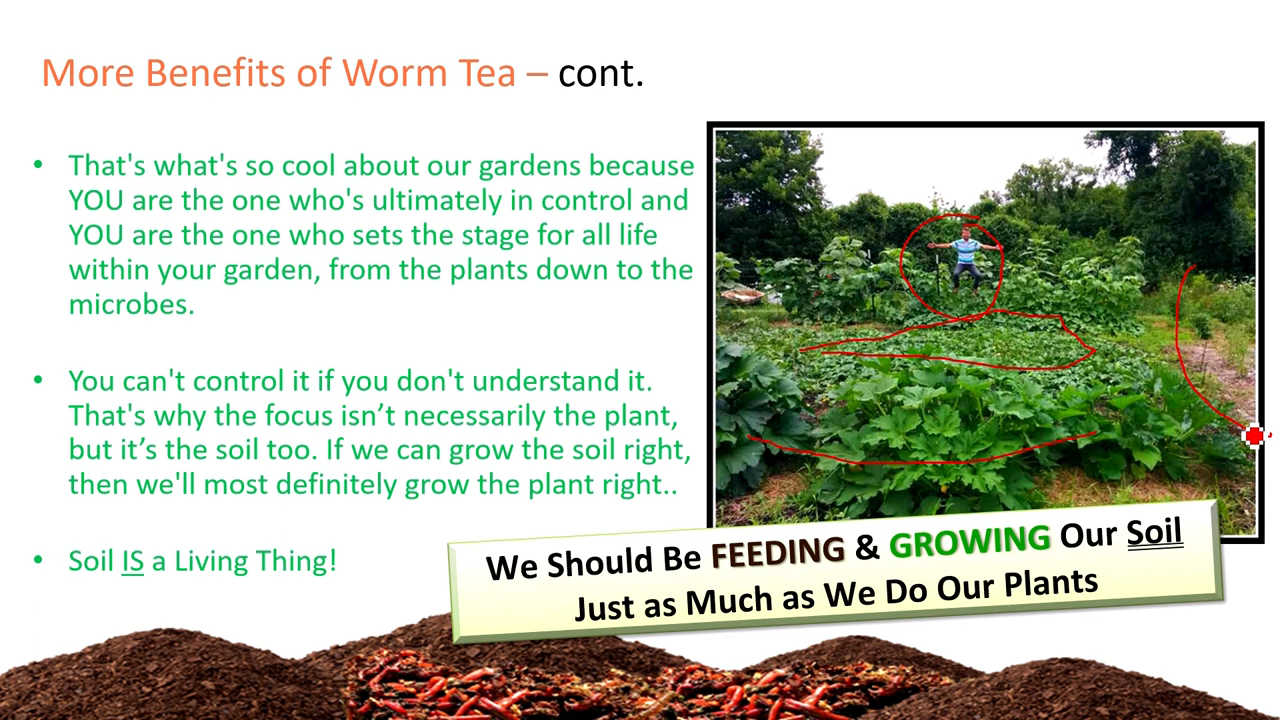 More Benefits of Worm Tea – cont.
• That's what's so cool about our gardens because
YOU are the one who's ultimately in control and
YOU are the one who sets the stage for all life
within your garden, from the plants down to the
microbes.
• You can't control it if you don't understand it.
That's why the focus isn’t necessarily the plant,
but it’s the soil too. If we can grow the soil right,
then we'll most definitely grow the plant right..
• Soil IS a Living Thing!
We Should Be FEEDING & GROWING Our Soil
Just as Much as We Do Our Plants